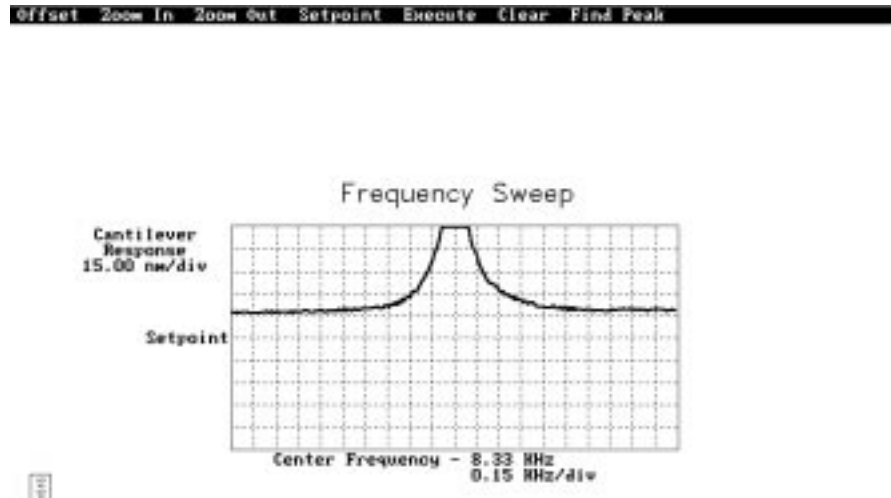 Offset Zoom In Zoom Out Setpoint Execute Clear Find Peak
Frequency Sweep
Cantilever
Response
15.00 nm/div
Setpoint
Center Frequency - 8.33 KHz
0.15 KHz/div